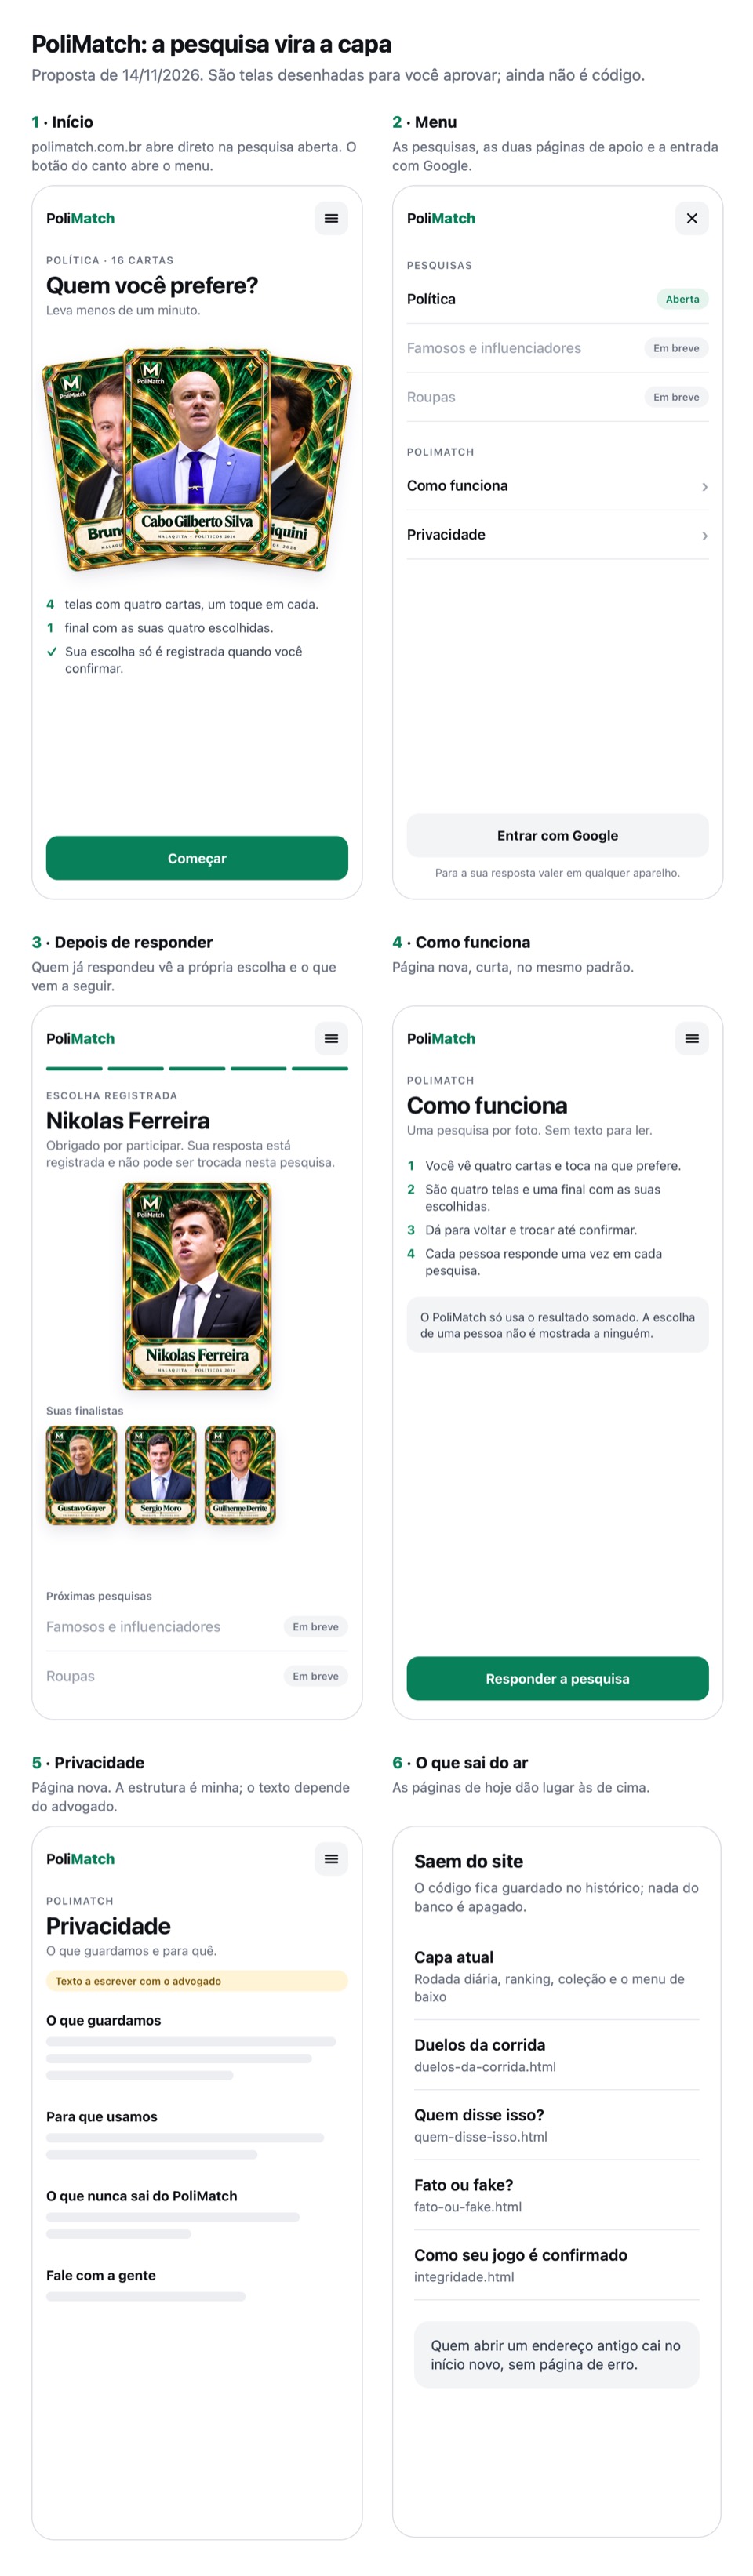 PoliMatch: a pesquisa vira a capa
Proposta de 14/11/2026. São telas desenhadas para você aprovar; ainda não é código.
1 · Início
polimatch.com.br abre direto na pesquisa aberta. O
botão do canto abre o menu.
PoliMatch
POLÍTICA · 16 CARTAS
Quem você prefere?
Leva menos de um minuto.
M
PoliMatch
M
PoliMatch
Brun
Cabo Gilberto Silva
MALAQUITA • POLÍTICOS 2026
iquini
4 telas com quatro cartas, um toque em cada.
1 final com as suas quatro escolhidas.
✓ Sua escolha só é registrada quando você
confirmar.
Começar
2 · Menu
As pesquisas, as duas páginas de apoio e a entrada
com Google.
PoliMatch
PESQUISAS
Política Aberta
Famosos e influenciadores Em breve
Roupas Em breve
POLIMATCH
Como funciona ›
Privacidade ›
Entrar com Google
Para a sua resposta valer em qualquer aparelho.
3 · Depois de responder
Quem já respondeu vê a própria escolha e o que
vem a seguir.
PoliMatch
ESCOLHA REGISTRADA
Nikolas Ferreira
Obrigado por participar. Sua resposta está
registrada e não pode ser trocada nesta pesquisa.
M
PoliMatch
Nikolas Ferreira
MALAQUITA • POLÍTICOS 2026
Suas finalistas
Gustavo Gayer
Sergio Moro
Guilherme Derrite
Próximas pesquisas
Famosos e influenciadores Em breve
Roupas Em breve
4 · Como funciona
Página nova, curta, no mesmo padrão.
PoliMatch
POLIMATCH
Como funciona
Uma pesquisa por foto. Sem texto para ler.
1 Você vê quatro cartas e toca na que prefere.
2 São quatro telas e uma final com as suas
escolhidas.
3 Dá para voltar e trocar até confirmar.
4 Cada pessoa responde uma vez em cada
pesquisa.
O PoliMatch só usa o resultado somado. A escolha
de uma pessoa não é mostrada a ninguém.
Responder a pesquisa
5 · Privacidade
Página nova. A estrutura é minha; o texto depende
do advogado.
PoliMatch
POLIMATCH
Privacidade
O que guardamos e para quê.
Texto a escrever com o advogado
O que guardamos
Para que usamos
O que nunca sai do PoliMatch
Fale com a gente
6 · O que sai do ar
As páginas de hoje dão lugar às de cima.
Saem do site
O código fica guardado no histórico; nada do
banco é apagado.
Capa atual
Rodada diária, ranking, coleção e o menu de
baixo
Duelos da corrida
duelos-da-corrida.html
Quem disse isso?
quem-disse-isso.html
Fato ou fake?
fato-ou-fake.html
Como seu jogo é confirmado
integridade.html
Quem abrir um endereço antigo cai no
início novo, sem página de erro.